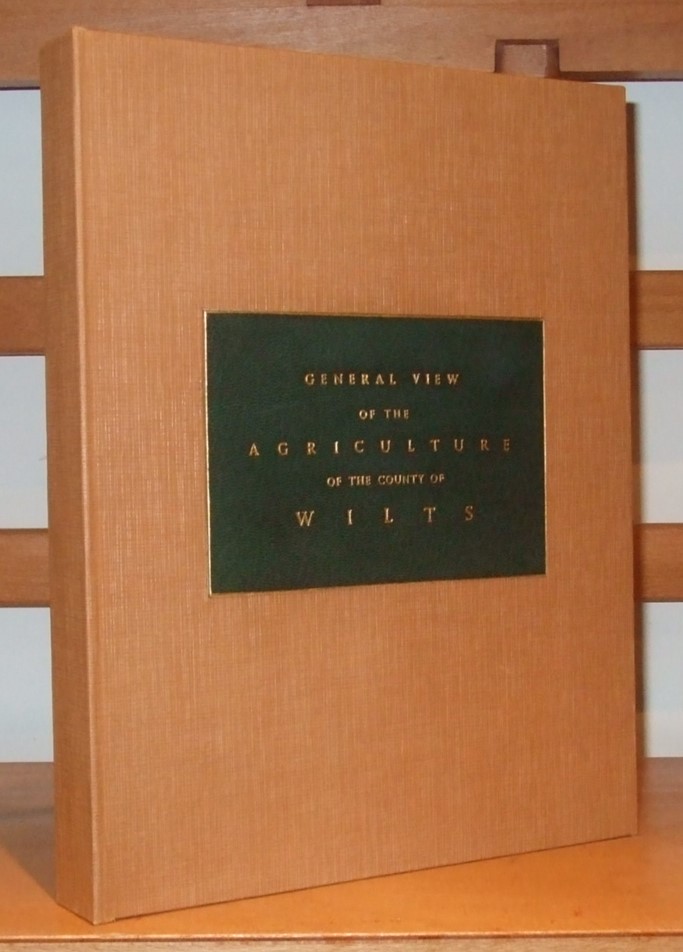 GENERAL VIEW
OF THE
AGRICULTURE
OF THE COUNTY OF
WILTS